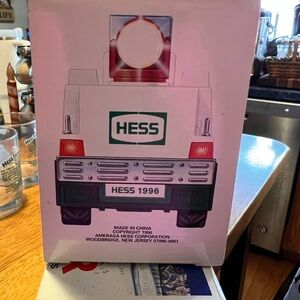 HESS
HESS 1996
MADE IN CHINA
COPYRIGHT 1996
AMERADA HESS CORPORATION
WOODBRIDGE, NEW JERSEY 07095-0961